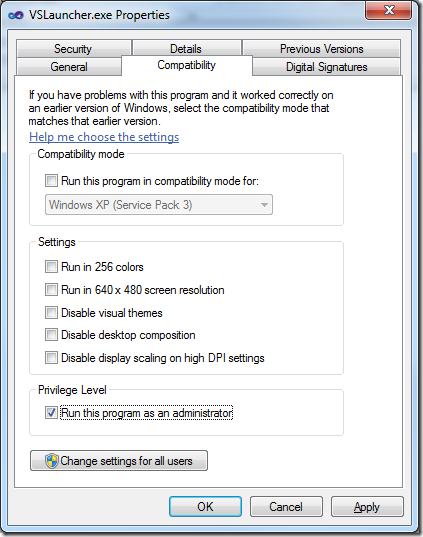 VSLauncher.exe Properties
Security Details Previous Versions
General Compatibility Digital Signatures
If you have problems with this program and it worked correctly on
an earlier version of Windows, select the compatibility mode that
matches that earlier version.
Help me choose the settings
Compatibility mode
Run this program in compatibility mode for:
Windows XP (Service Pack 3)
Settings
Run in 256 colors
Run in 640 x 480 screen resolution
Disable visual themes
Disable desktop composition
Disable display scaling on high DPI settings
Privilege Level
Run this program as an administrator
Change settings for all users
OK Cancel Apply